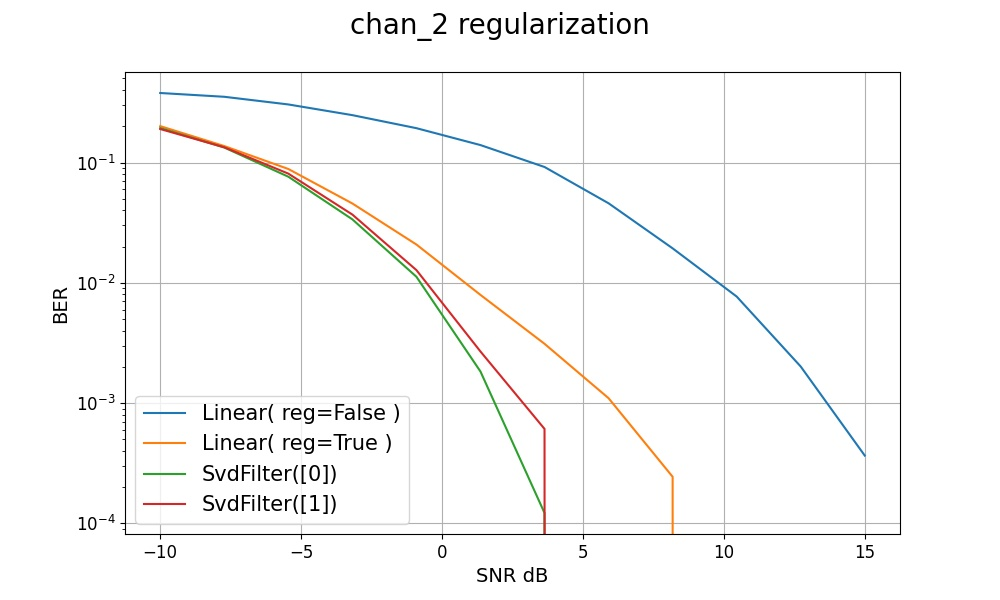 chan_2 regularization
BER
10⁻¹
10⁻²
10⁻³
10⁻⁴
Linear( reg=False )
Linear( reg=True )
SvdFilter([0])
SvdFilter([1])
−10 −5 0 5 10 15
SNR dB